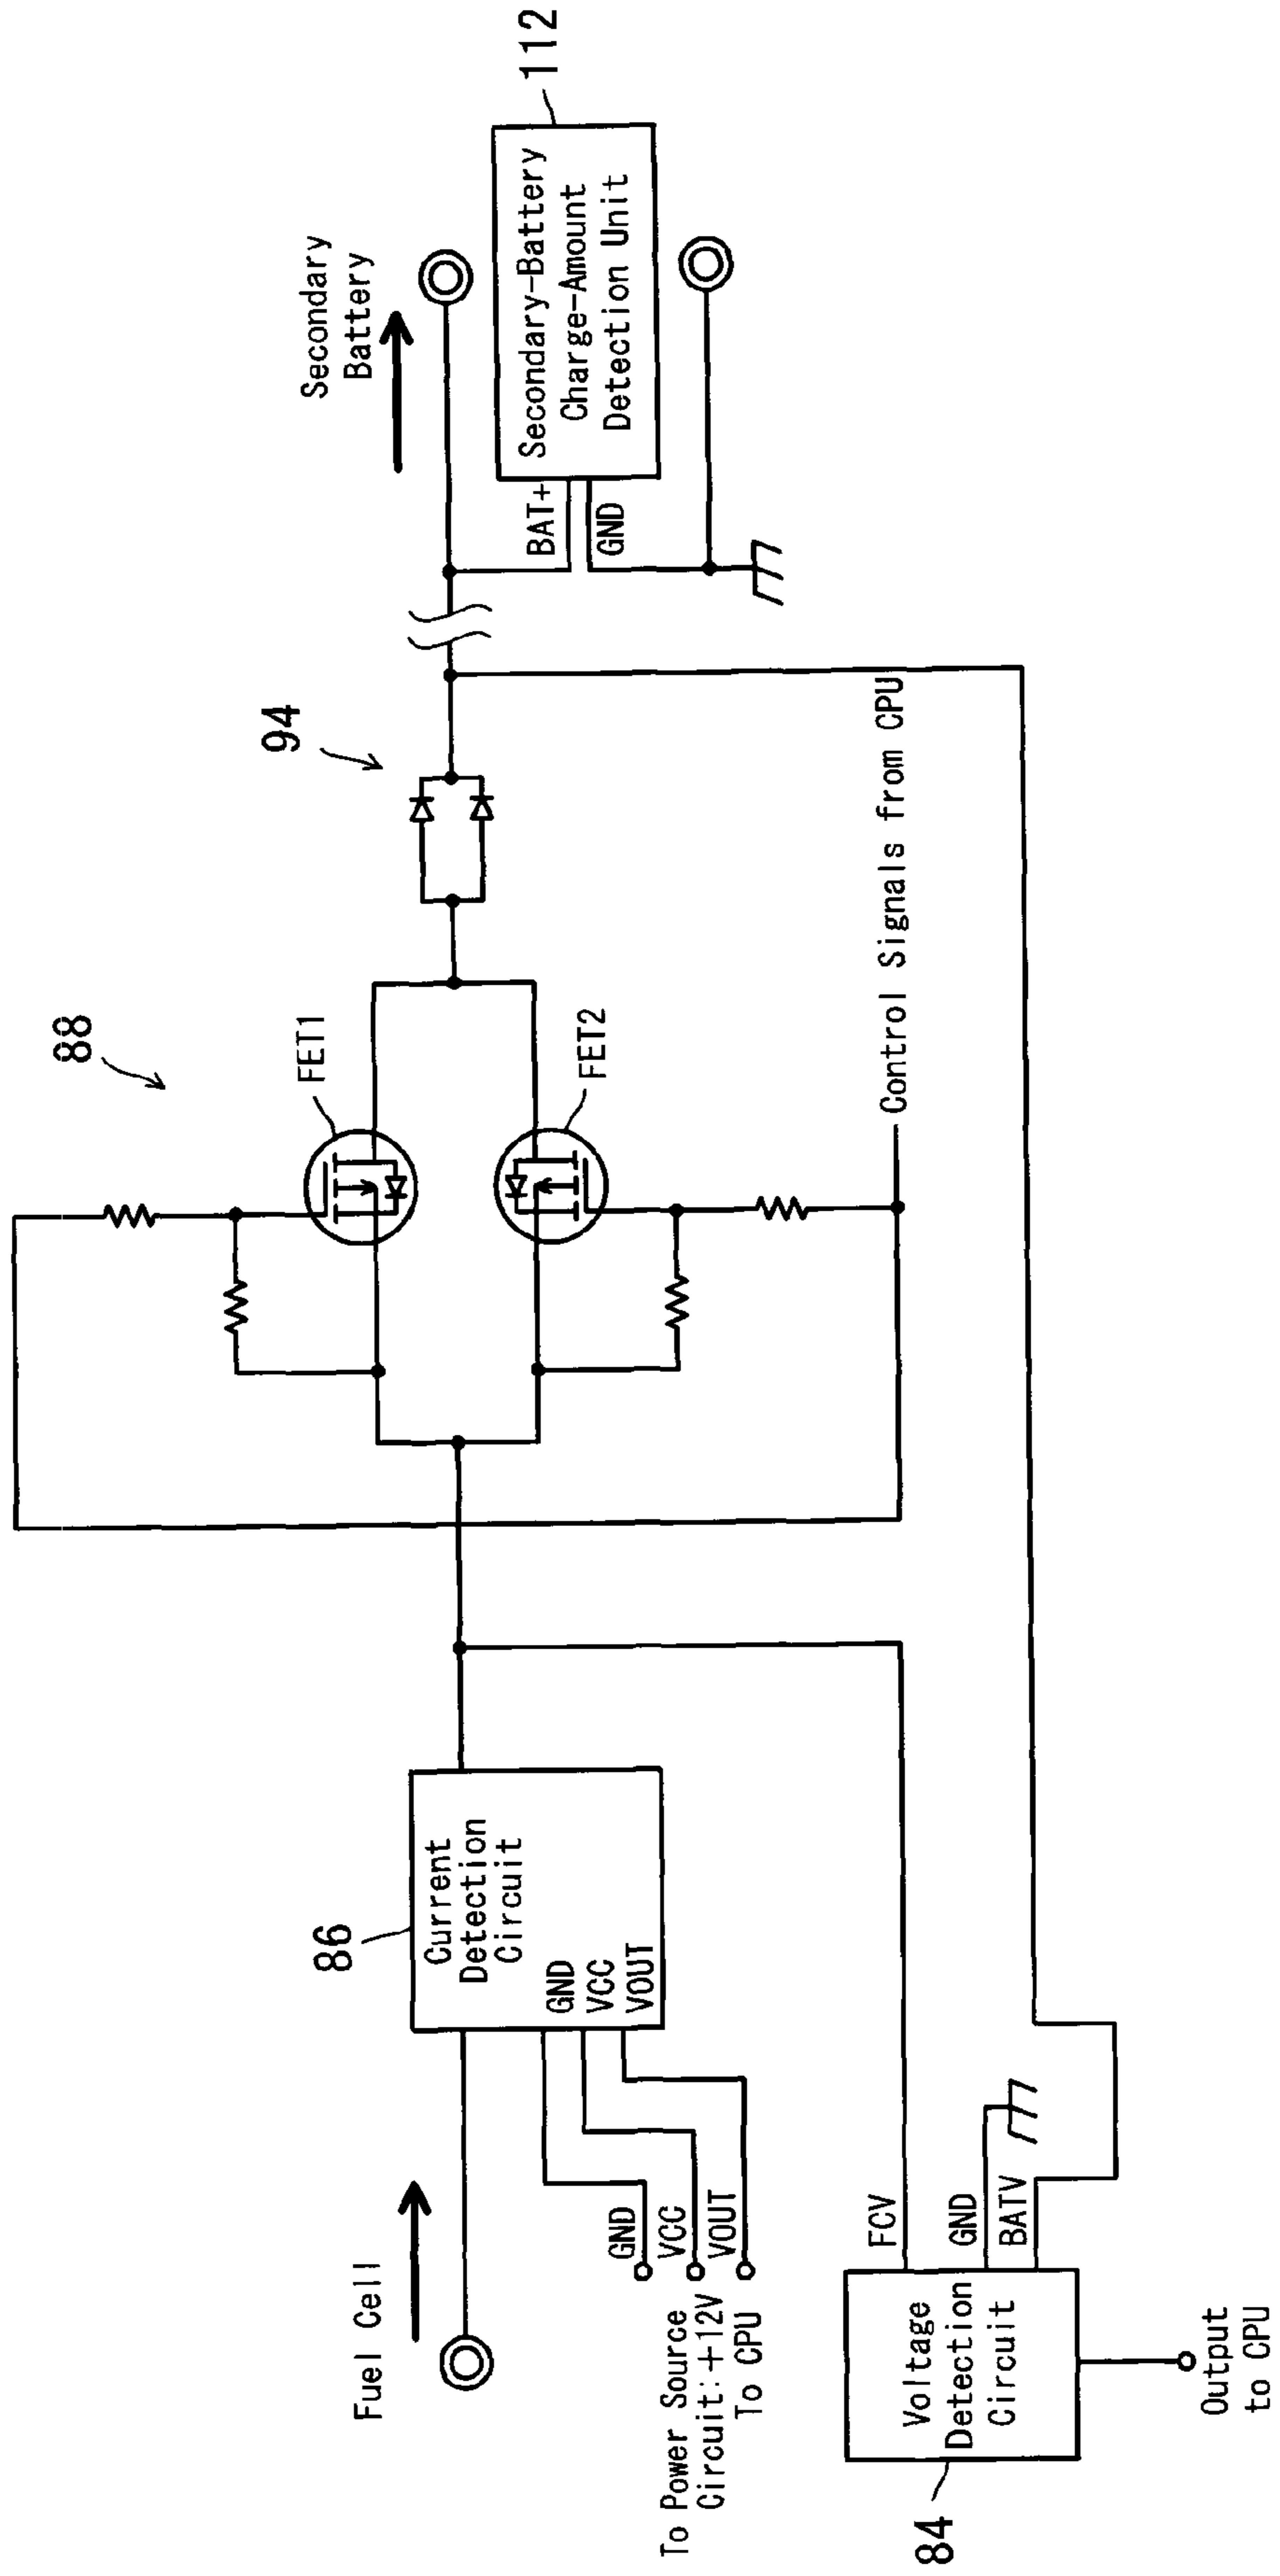 88
FET1
FET2
94
Secondary
Battery
112
Secondary-Battery
Charge-Amount
Detection Unit
BAT+
GND
Control Signals from CPU
Fuel Cell
86
Current
Detection
Circuit
GND
VCC
VOUT
GND
VCC
VOUT
To Power Source
Circuit:+12V
To CPU
84
Voltage
Detection
Circuit
FCV
GND
BATV
Output
to CPU